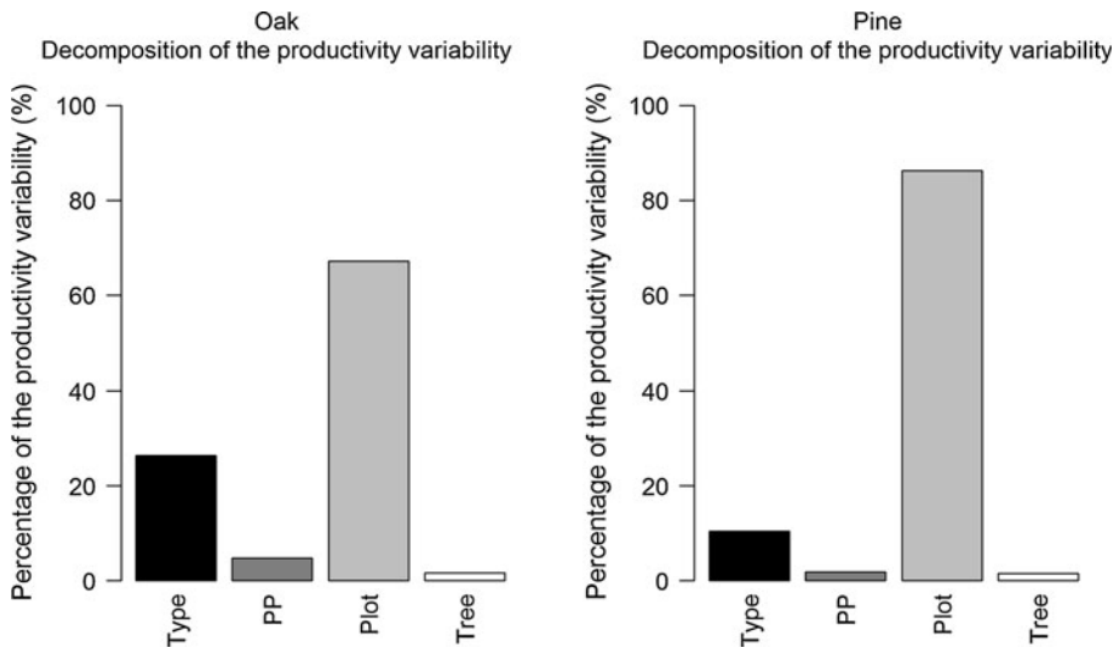 Oak
Decomposition of the productivity variability
Percentage of the productivity variability (%)
100
80
60
40
20
0
Type
PP
Plot
Tree
Pine
Decomposition of the productivity variability
Percentage of the productivity variability (%)
100
80
60
40
20
0
Type
PP
Plot
Tree